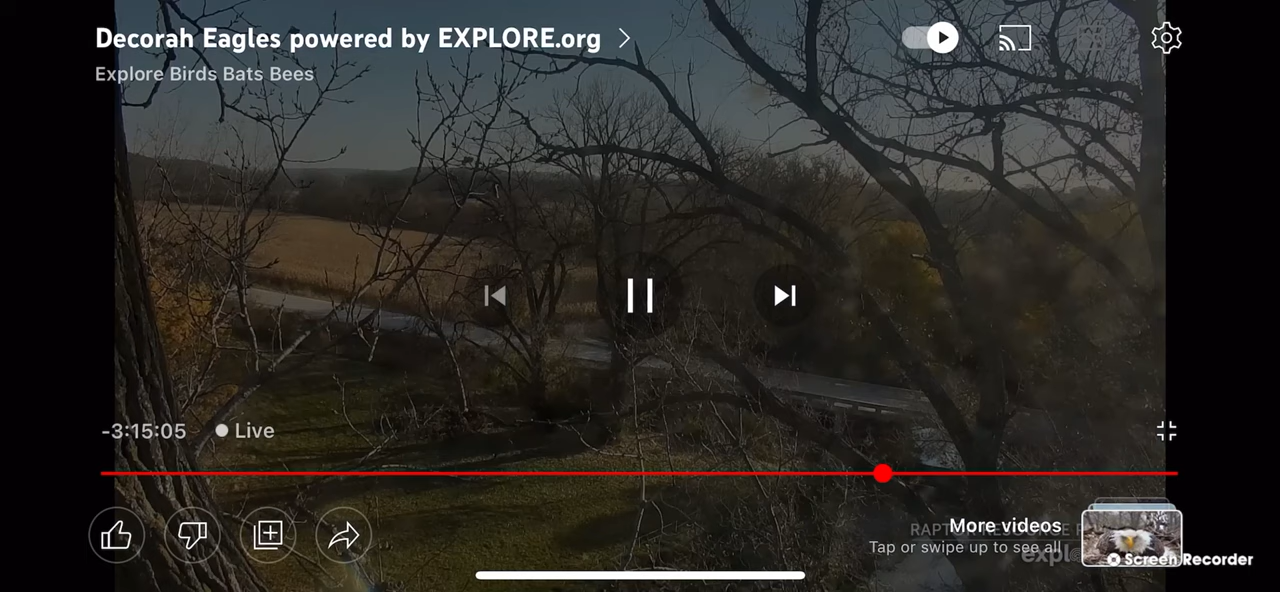 Decorah Eagles powered by EXPLORE.org
Explore Birds Bats Bees
-3:15:05
Live
More videos
Tap or swipe up to see all
expl
Screen Recorder